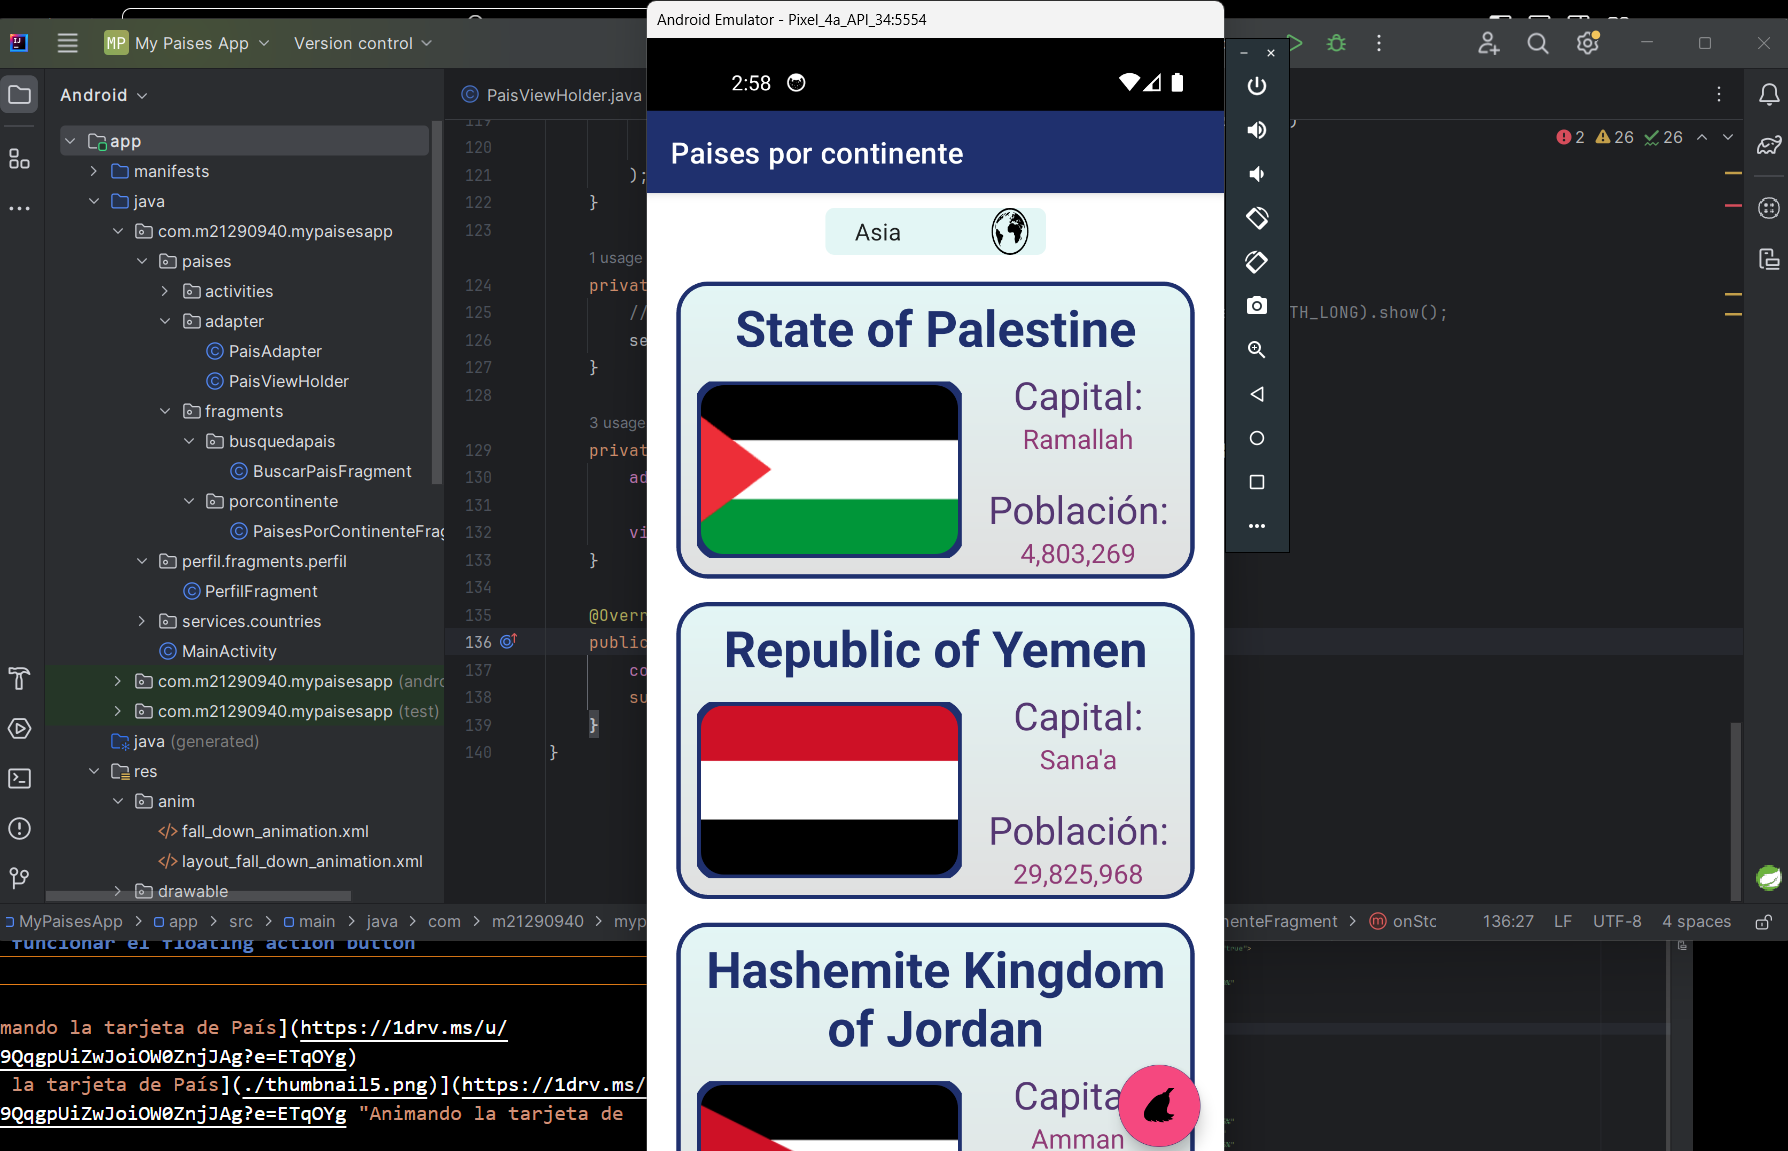 Android Emulator - Pixel_4a_API_34:5554
MP My Paises App
Version control
Android
PaisViewHolder.java
app
manifests
java
com.m21290940.mypaisesapp
paises
activities
adapter
PaisAdapter
PaisViewHolder
fragments
busquedapais
BuscarPaisFragment
porcontinente
PaisesPorContinenteFrag
perfil.fragments.perfil
PerfilFragment
services.countries
MainActivity
com.m21290940.mypaisesapp (andro
com.m21290940.mypaisesapp (test)
java (generated)
res
anim
fall_down_animation.xml
layout_fall_down_animation.xml
drawable
119
120
121 );
122 }
123
1 usage
124 privat
125 //
126 se
127 }
128
3 usage
129 privat
130 ad
131
132 vi
133 }
134
135 @Overr
136 public
137 co
138 su
139 }
140 }
2 26 26
TH_LONG).show();
2:58
Paises por continente
Asia
State of Palestine
Capital:
Ramallah
Población:
4,803,269
Republic of Yemen
Capital:
Sana'a
Población:
29,825,968
Hashemite Kingdom
of Jordan
Capita
Amman
MyPaisesApp > app > src > main > java > com > m21290940 > myp
nenteFragment > onSto
136:27 LF UTF-8 4 spaces
funcionar el floating action button
mando la tarjeta de País](https://1drv.ms/u/
9QqgpUiZwJoiOW0ZnjJAg?e=ETqOYg)
la tarjeta de País](./thumbnail5.png)](https://1drv.ms/
9QqgpUiZwJoiOW0ZnjJAg?e=ETqOYg "Animando la tarjeta de